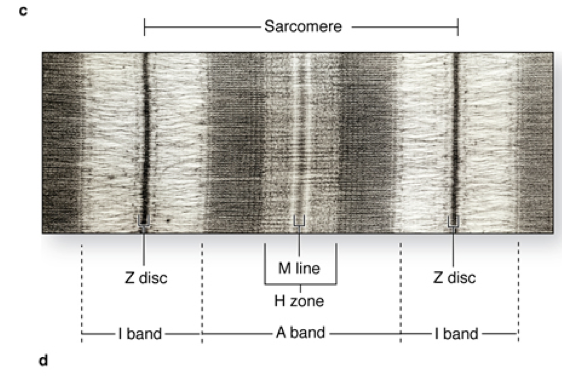 c
Sarcomere
Z disc
M line
Z disc
H zone
I band
A band
I band
d